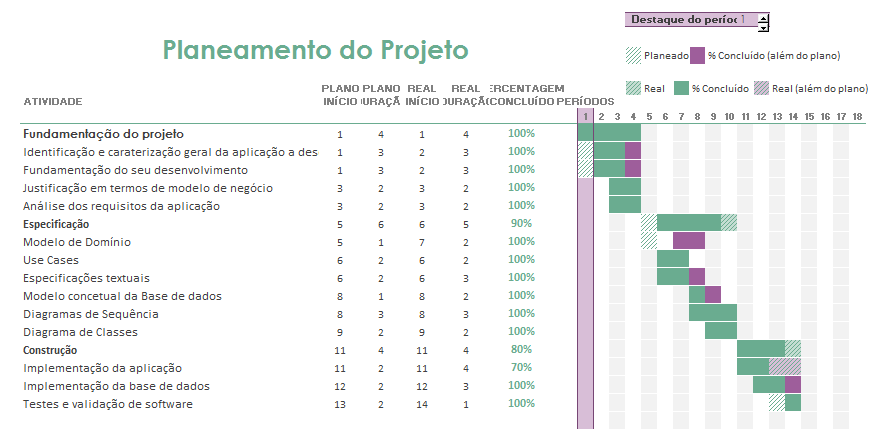 Destaque do períoc 1
Planeamento do Projeto
Planeado % Concluído (além do plano)
Real % Concluído Real (além do plano)
PLANO PLANO REAL REAL ERCENTAGEM
ATIVIDADE INÍCIO URAÇÃ INÍCIO URAÇÃ CONCLUÍDO PERÍODOS
1 2 3 4 5 6 7 8 9 10 11 12 13 14 15 16 17 18
Fundamentação do projeto 1 4 1 4 100%
Identificação e caraterização geral da aplicação a des 1 3 2 3 100%
Fundamentação do seu desenvolvimento 1 3 2 3 100%
Justificação em termos de modelo de negócio 3 2 3 2 100%
Análise dos requisitos da aplicação 3 2 3 2 100%
Especificação 5 6 6 5 90%
Modelo de Domínio 5 1 7 2 100%
Use Cases 6 2 6 2 100%
Especificações textuais 6 2 6 3 100%
Modelo concetual da Base de dados 8 1 8 2 100%
Diagramas de Sequência 8 3 8 3 100%
Diagrama de Classes 9 2 9 2 100%
Construção 11 4 11 4 80%
Implementação da aplicação 11 2 11 4 70%
Implementação da base de dados 12 2 12 3 100%
Testes e validação de software 13 2 14 1 100%